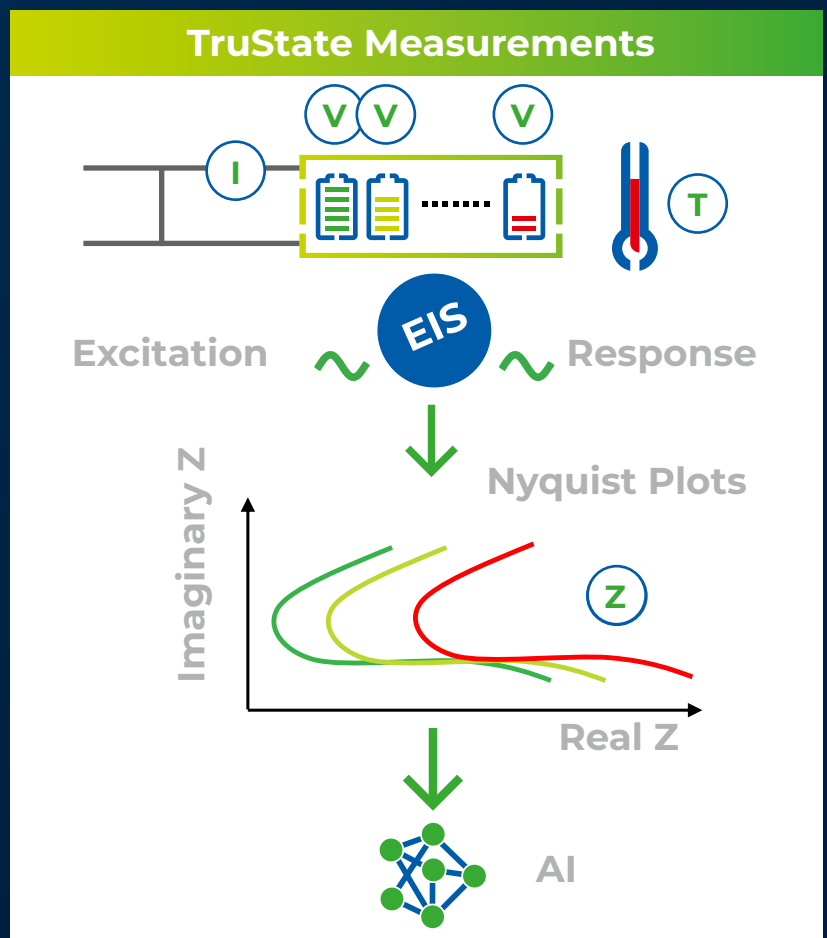 TruState Measurements
V V V
I
T
EIS
Excitation
Response
Nyquist Plots
Imaginary Z
Z
Real Z
AI